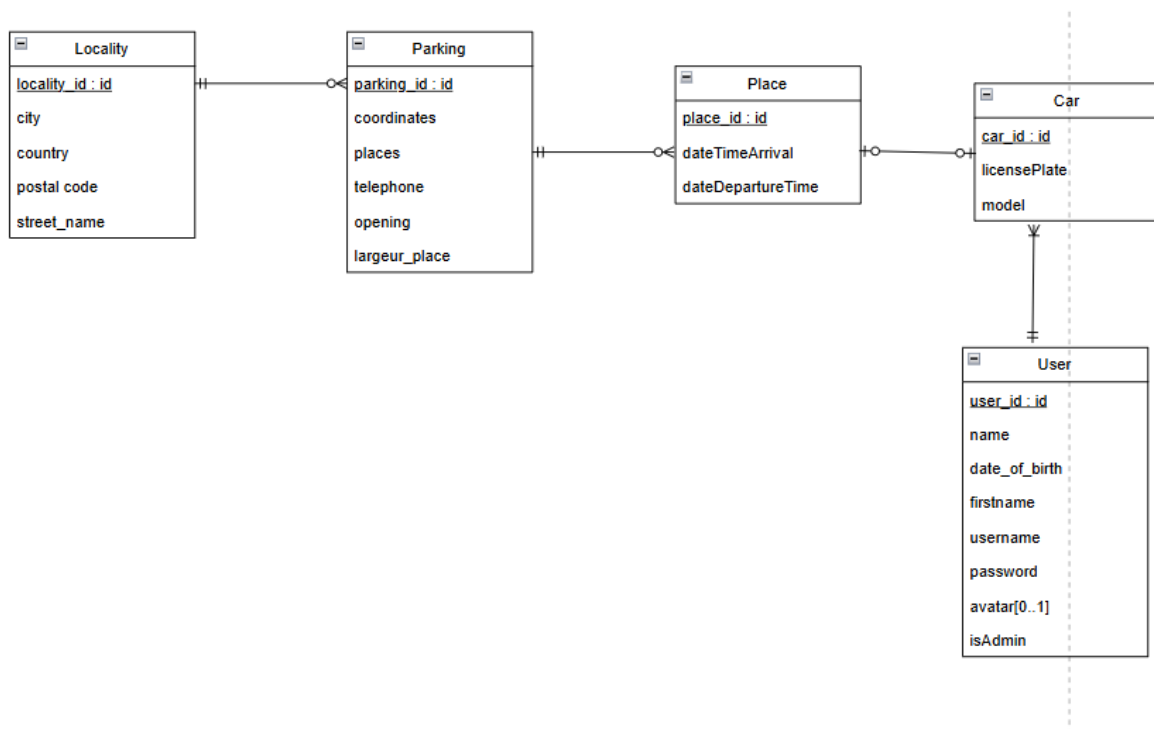 Locality
locality_id : id
city
country
postal code
street_name
Parking
parking_id : id
coordinates
places
telephone
opening
largeur_place
Place
place_id : id
dateTimeArrival
dateDepartureTime
Car
car_id : id
licensePlate
model
User
user_id : id
name
date_of_birth
firstname
username
password
avatar[0..1]
isAdmin